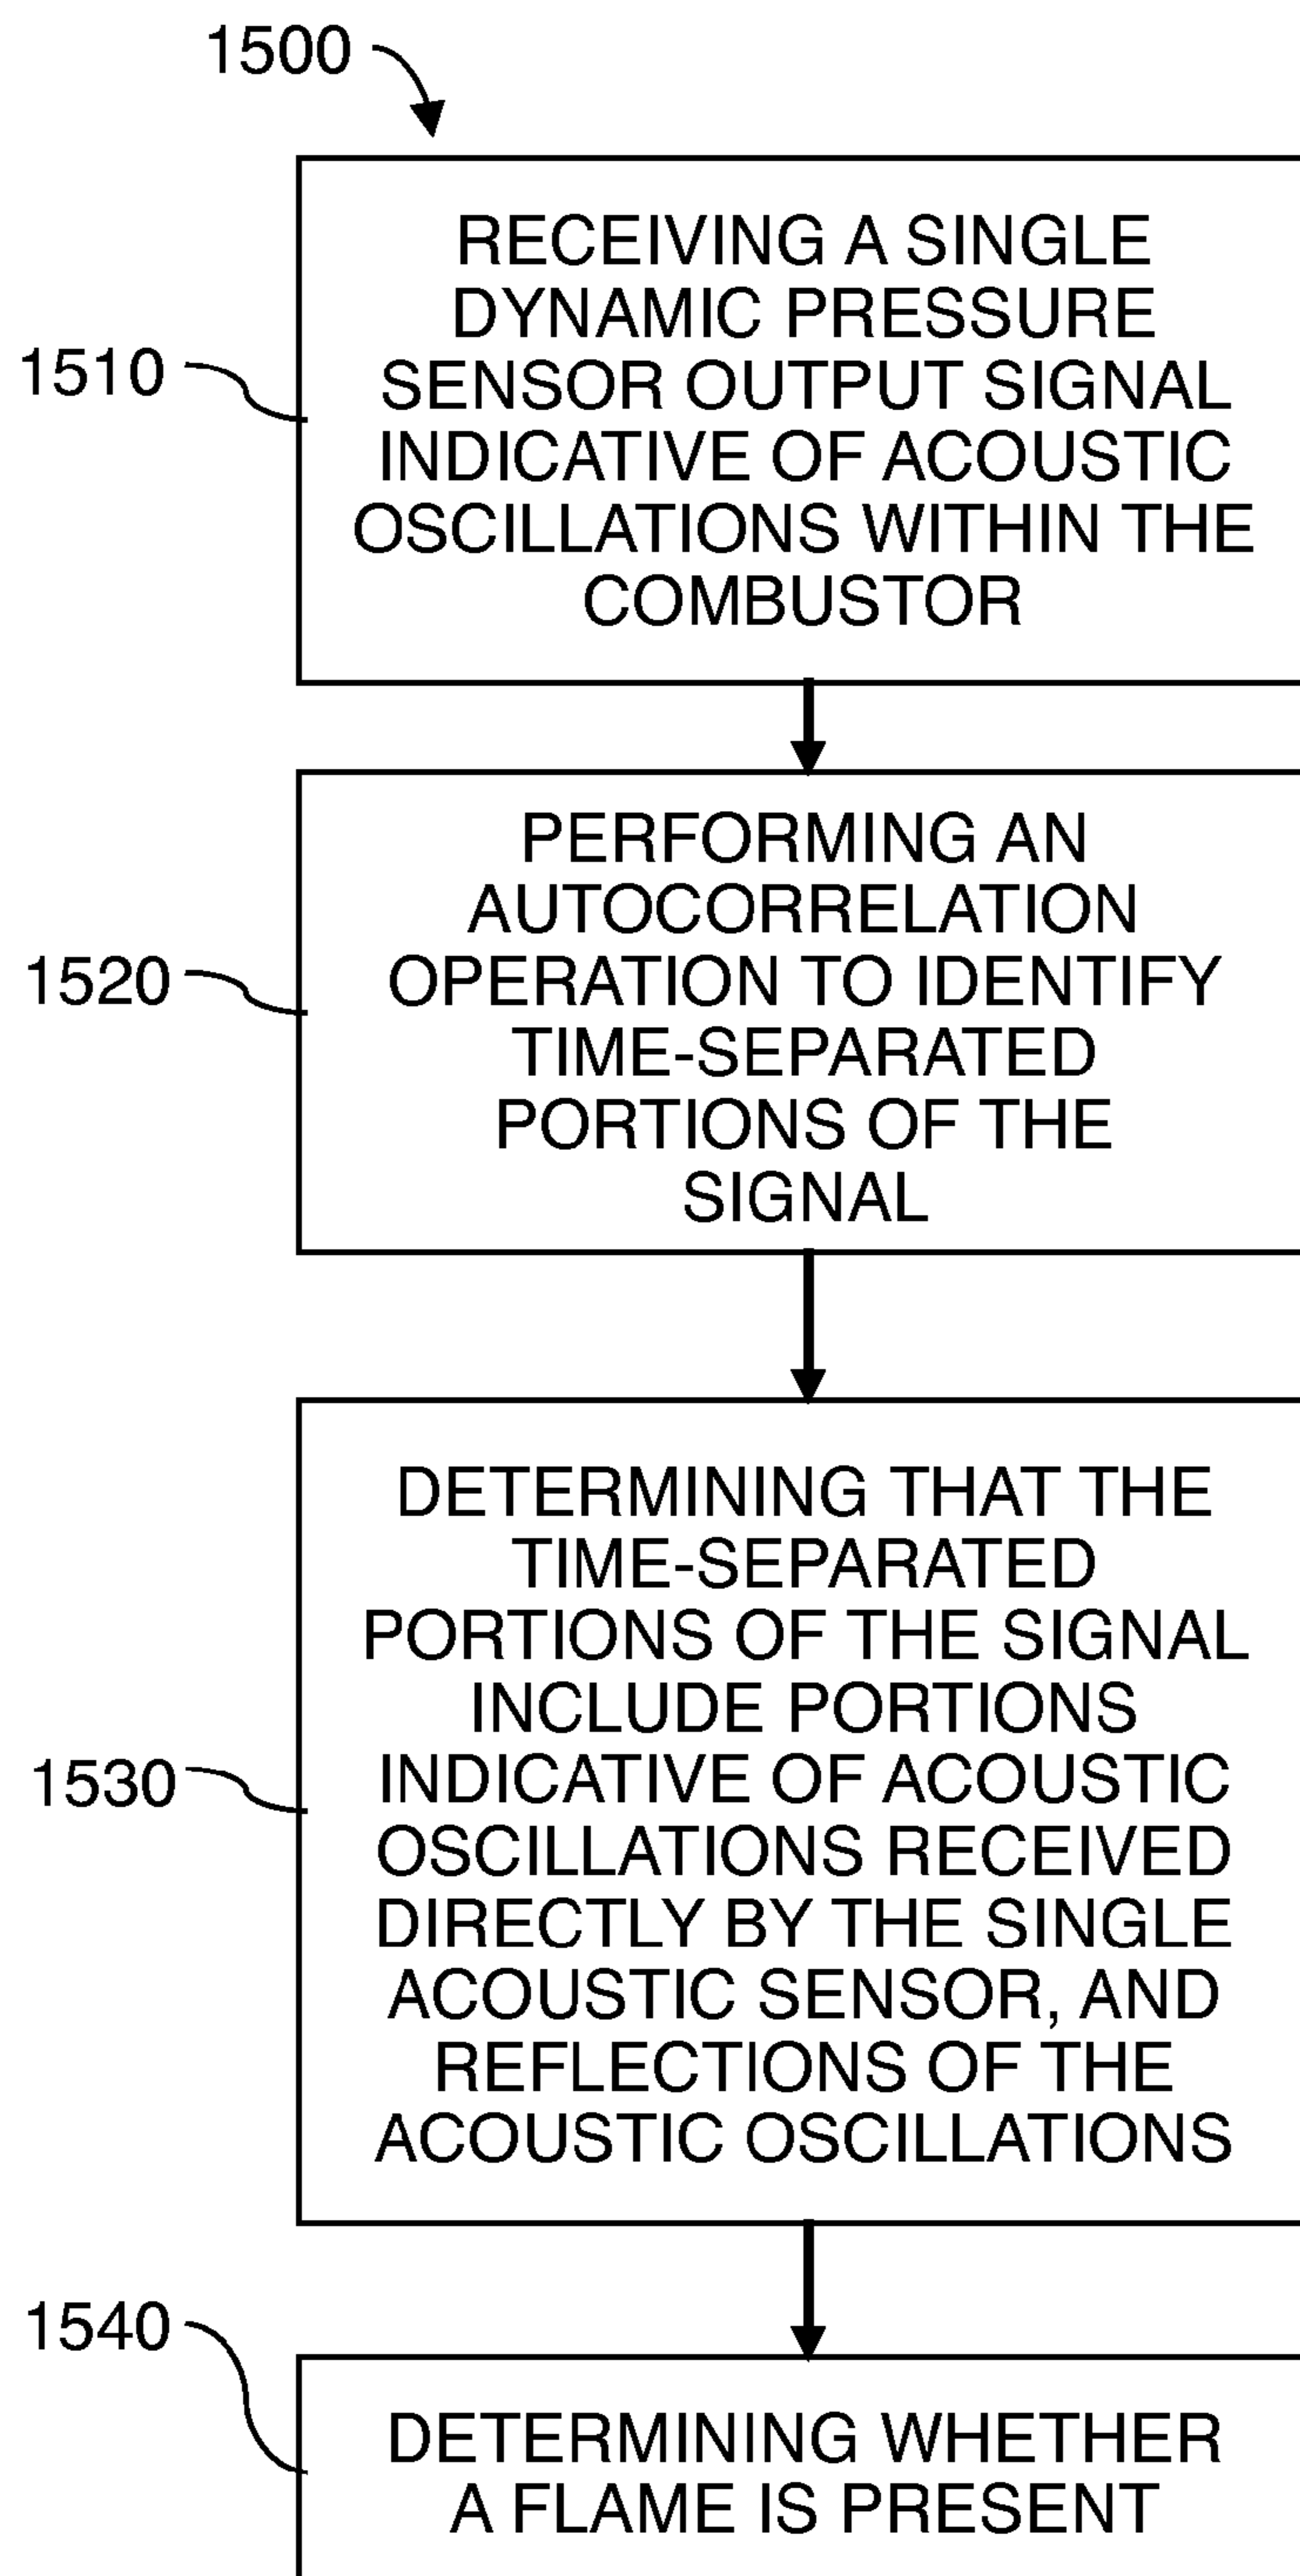 1500
RECEIVING A SINGLE
DYNAMIC PRESSURE
SENSOR OUTPUT SIGNAL
INDICATIVE OF ACOUSTIC
OSCILLATIONS WITHIN THE
COMBUSTOR
1510
PERFORMING AN
AUTOCORRELATION
OPERATION TO IDENTIFY
TIME-SEPARATED
PORTIONS OF THE
SIGNAL
1520
DETERMINING THAT THE
TIME-SEPARATED
PORTIONS OF THE SIGNAL
INCLUDE PORTIONS
INDICATIVE OF ACOUSTIC
OSCILLATIONS RECEIVED
DIRECTLY BY THE SINGLE
ACOUSTIC SENSOR, AND
REFLECTIONS OF THE
ACOUSTIC OSCILLATIONS
1530
1540
DETERMINING WHETHER
A FLAME IS PRESENT